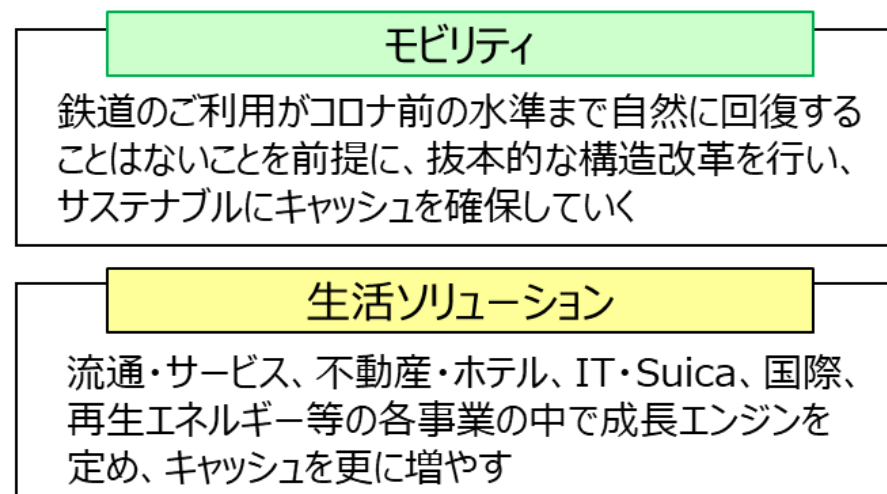 モビリティ
鉄道のご利用がコロナ前の水準まで自然に回復する
ことはないことを前提に、抜本的な構造改革を行い、
サステナブルにキャッシュを確保していく
生活ソリューション
流通・サービス、不動産・ホテル、IT・Suica、国際、
再生エネルギー等の各事業の中で成長エンジンを
定め、キャッシュを更に増やす